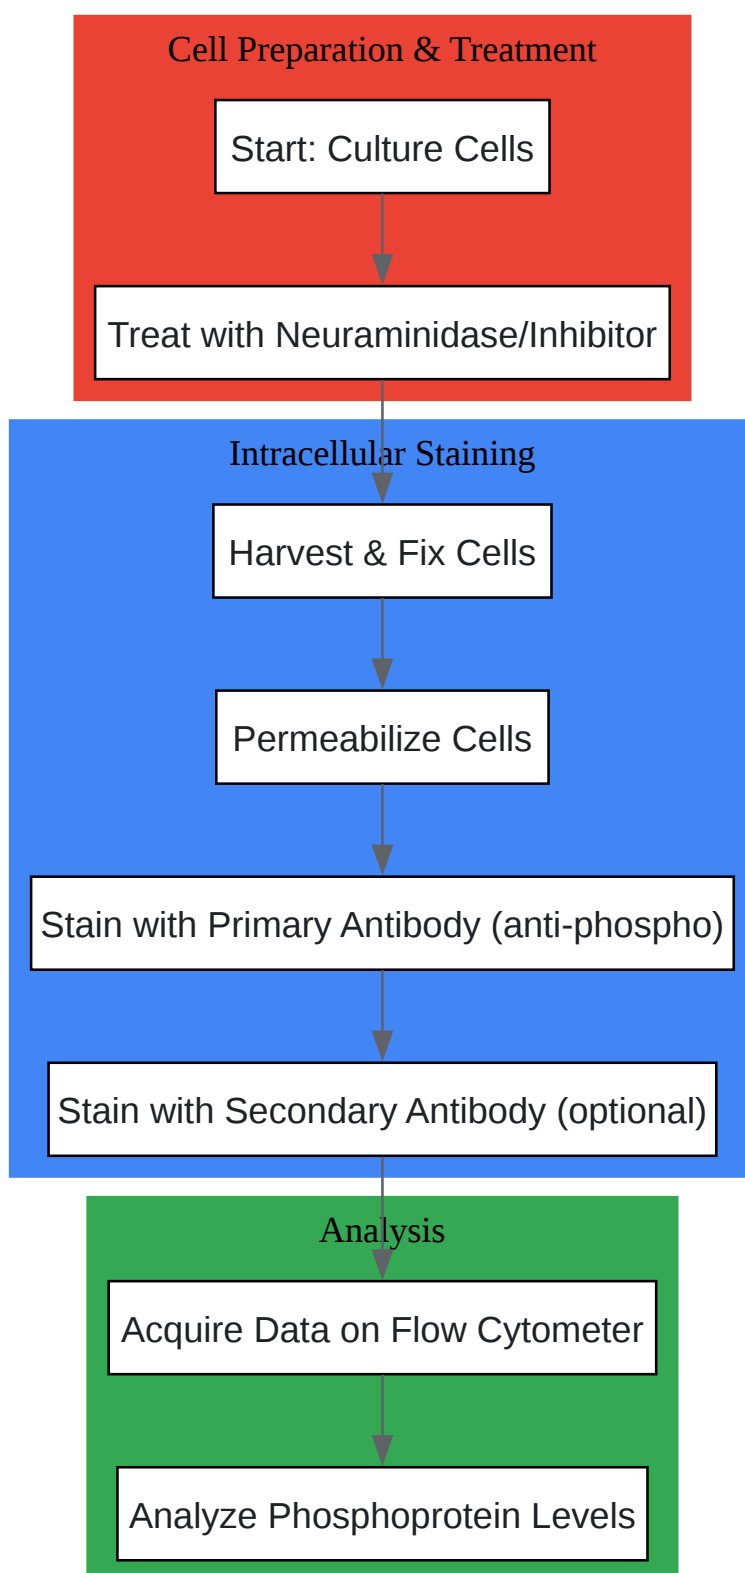 Cell Preparation & Treatment
Start: Culture Cells
Treat with Neuraminidase/Inhibitor
Intracellular Staining
Harvest & Fix Cells
Permeabilize Cells
Stain with Primary Antibody (anti-phospho)
Stain with Secondary Antibody (optional)
Analysis
Acquire Data on Flow Cytometer
Analyze Phosphoprotein Levels